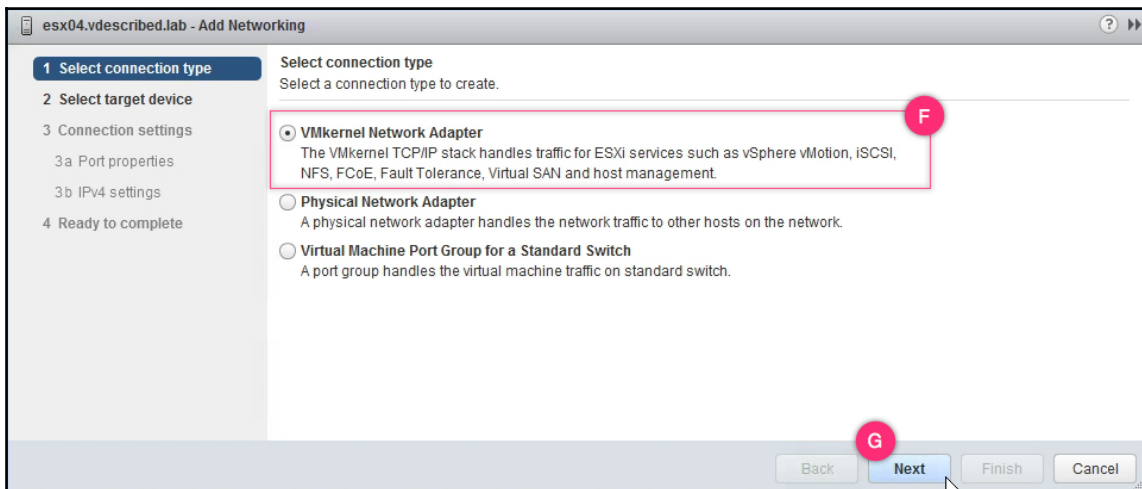 esx04.vdescribed.lab - Add Networking
?
1 Select connection type
2 Select target device
3 Connection settings
3a Port properties
3b IPv4 settings
4 Ready to complete
Select connection type
Select a connection type to create.
F
VMkernel Network Adapter
The VMkernel TCP/IP stack handles traffic for ESXi services such as vSphere vMotion, iSCSI,
NFS, FCoE, Fault Tolerance, Virtual SAN and host management.
Physical Network Adapter
A physical network adapter handles the network traffic to other hosts on the network.
Virtual Machine Port Group for a Standard Switch
A port group handles the virtual machine traffic on standard switch.
G
Back Next Finish Cancel